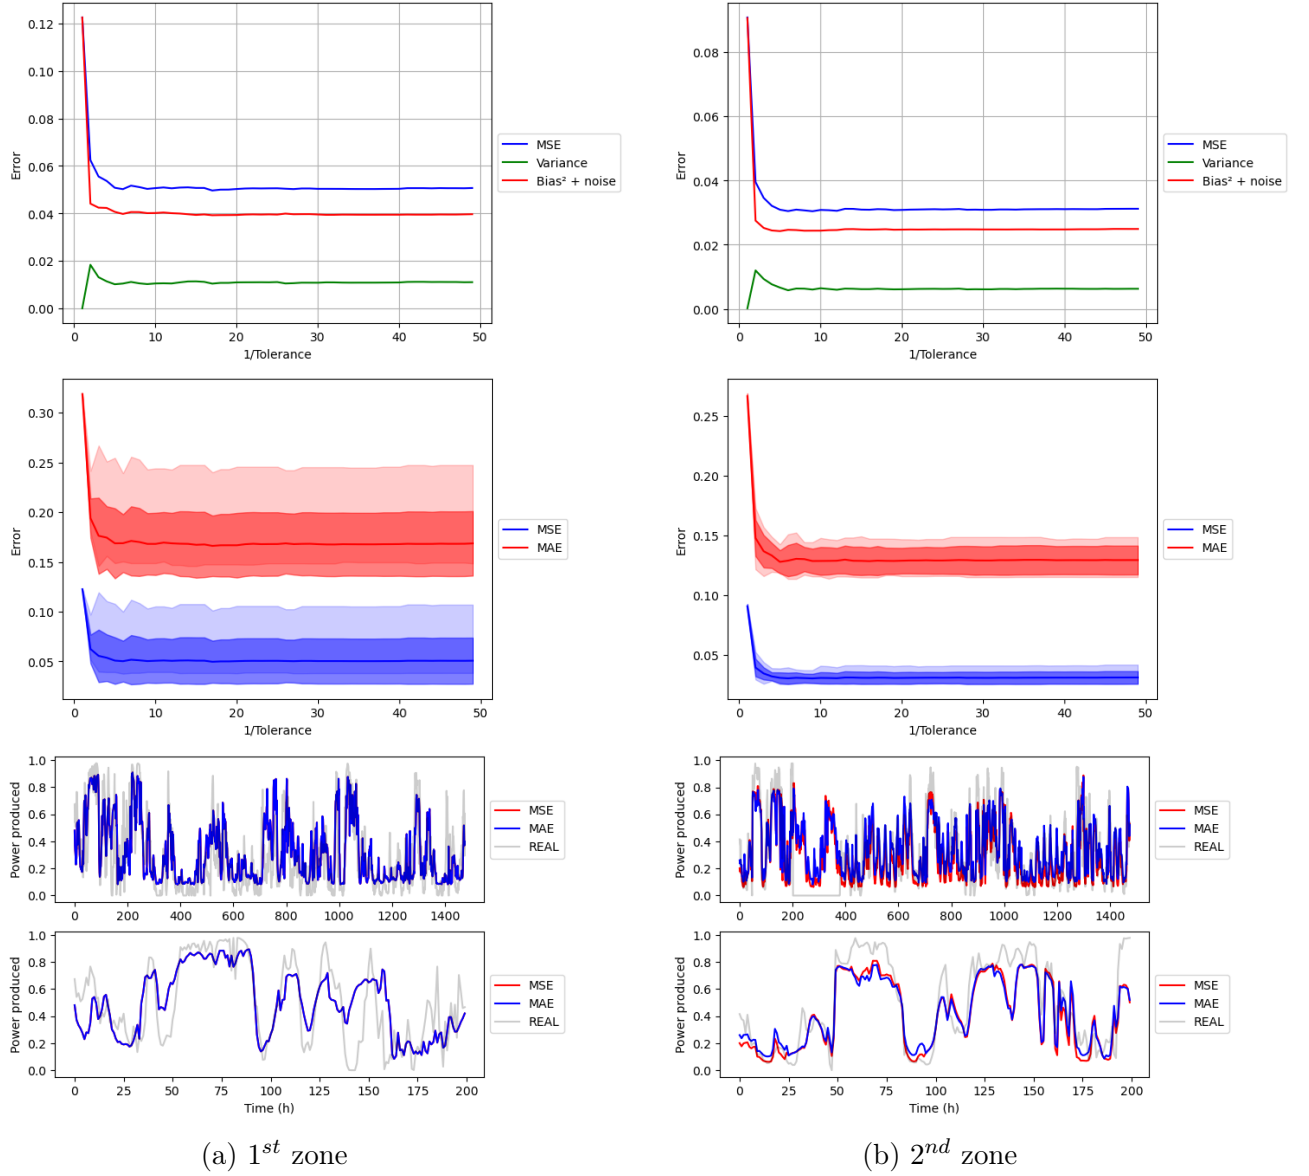 0.12
0.10
0.08
0.06
0.04
0.02
0.00
Error
0 10 20 30 40 50
1/Tolerance
MSE
Variance
Bias² + noise
0.08
0.06
0.04
0.02
0.00
Error
0 10 20 30 40 50
1/Tolerance
MSE
Variance
Bias² + noise
0.30
0.25
0.20
0.15
0.10
0.05
Error
0 10 20 30 40 50
1/Tolerance
MSE
MAE
0.25
0.20
0.15
0.10
0.05
Error
0 10 20 30 40 50
1/Tolerance
MSE
MAE
1.0
0.8
0.6
0.4
0.2
0.0
Power produced
0 200 400 600 800 1000 1200 1400
MSE
MAE
REAL
1.0
0.8
0.6
0.4
0.2
0.0
Power produced
0 200 400 600 800 1000 1200 1400
MSE
MAE
REAL
1.0
0.8
0.6
0.4
0.2
0.0
Power produced
0 25 50 75 100 125 150 175 200
Time (h)
MSE
MAE
REAL
1.0
0.8
0.6
0.4
0.2
0.0
Power produced
0 25 50 75 100 125 150 175 200
Time (h)
MSE
MAE
REAL
(a) 1st zone
(b) 2nd zone